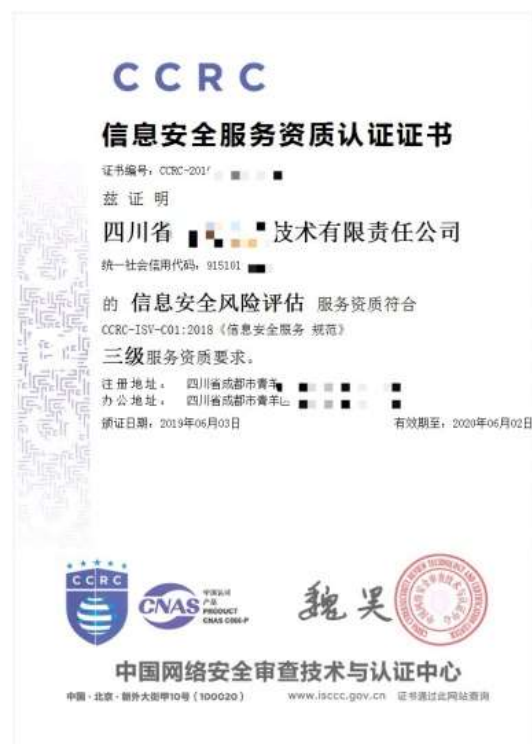 CCRC
信息安全服务资质认证证书
证书编号：CCRC-201
兹证明
四川省 技术有限责任公司
统一社会信用代码：915101
的 信息安全风险评估 服务资质符合
CCRC-ISV-C01:2018《信息安全服务 规范》
三级服务资质要求。
注册地址： 四川省成都市青羊
办公地址： 四川省成都市青羊
颁证日期：2019年06月03日 有效期至：2020年06月02日
CCRC
CNAS
中国认可
产品
PRODUCT
CNAS C066-P
魏昊
中国网络安全审查技术与认证中心
中国·北京·朝外大街甲10号（100020） www.isccc.gov.cn 证书通过此网站查询